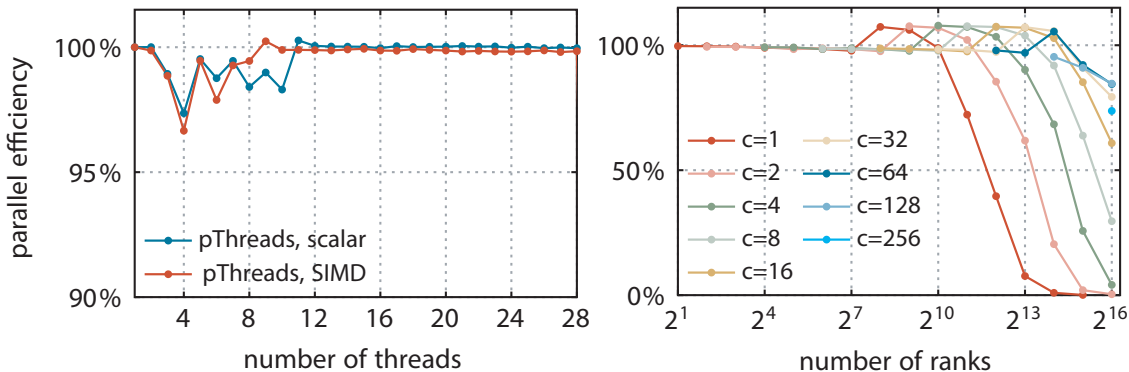 parallel efficiency
100%
95%
90%
4 8 12 16 20 24 28
number of threads
pThreads, scalar
pThreads, SIMD
100%
50%
0%
2^1 2^4 2^7 2^10 2^13 2^16
number of ranks
c=1
c=2
c=4
c=8
c=16
c=32
c=64
c=128
c=256